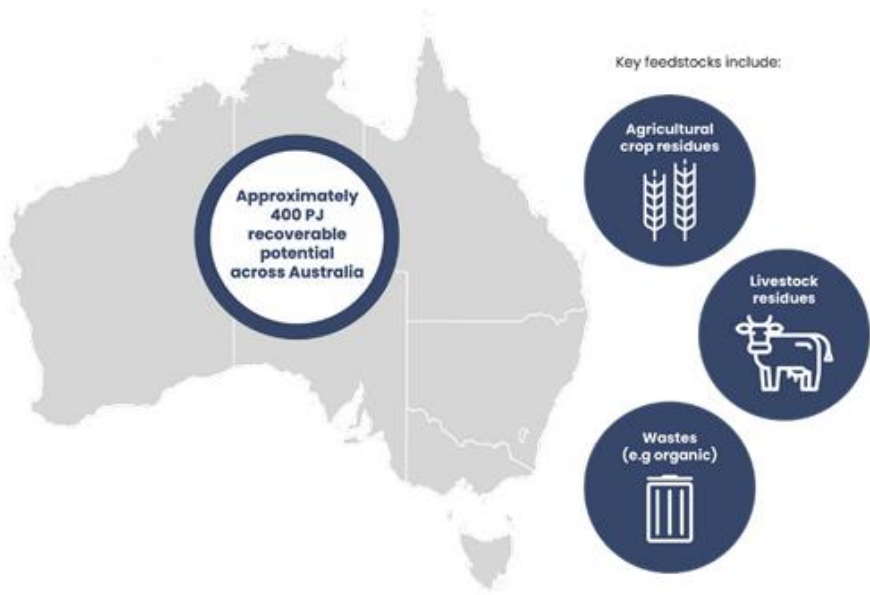 Key feedstocks include:
Agricultural
crop residues
Approximately
400 PJ
recoverable
potential
across Australia
Livestock
residues
Wastes
(e.g organic)